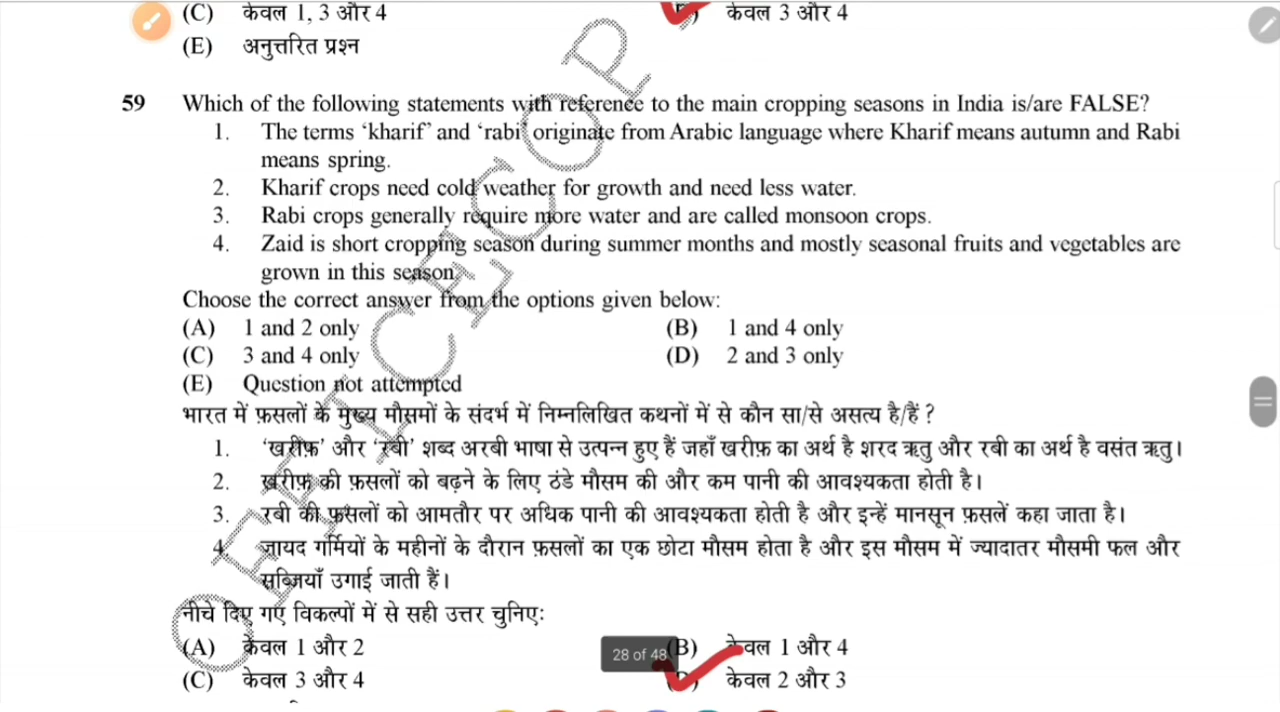 (C) केवल 1, 3 और 4 केवल 3 और 4
(E) अनुत्तरित प्रश्न
59 Which of the following statements with reference to the main cropping seasons in India is/are FALSE?
1. The terms ‘kharif’ and ‘rabi’ originate from Arabic language where Kharif means autumn and Rabi
means spring.
2. Kharif crops need cold weather for growth and need less water.
3. Rabi crops generally require more water and are called monsoon crops.
4. Zaid is short cropping season during summer months and mostly seasonal fruits and vegetables are
grown in this season.
Choose the correct answer from the options given below:
(A) 1 and 2 only (B) 1 and 4 only
(C) 3 and 4 only (D) 2 and 3 only
(E) Question not attempted
भारत में फ़सलों के मुख्य मौसमों के संदर्भ में निम्नलिखित कथनों में से कौन सा/से असत्य है/हैं ?
1. ‘खरीफ़’ और ‘रबी’ शब्द अरबी भाषा से उत्पन्न हुए हैं जहाँ खरीफ़ का अर्थ है शरद ऋतु और रबी का अर्थ है वसंत ऋतु।
2. खरीफ़ की फ़सलों को बढ़ने के लिए ठंडे मौसम की और कम पानी की आवश्यकता होती है।
3. रबी की फ़सलों को आमतौर पर अधिक पानी की आवश्यकता होती है और इन्हें मानसून फ़सलें कहा जाता है।
4. ज़ायद गर्मियों के महीनों के दौरान फ़सलों का एक छोटा मौसम होता है और इस मौसम में ज्यादातर मौसमी फल और
सब्ज़ियाँ उगाई जाती हैं।
नीचे दिए गए विकल्पों में से सही उत्तर चुनिए:
(A) केवल 1 और 2 (B) केवल 1 और 4
28 of 48
(C) केवल 3 और 4 केवल 2 और 3
OFFICE COP